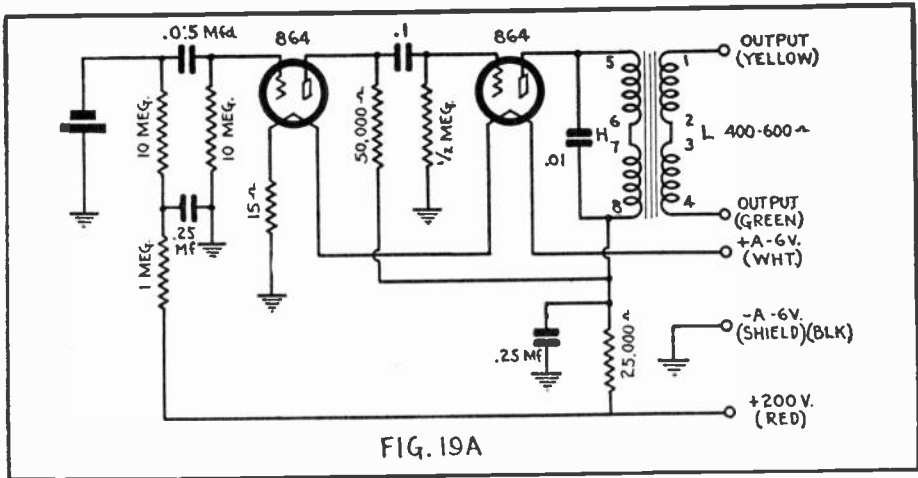 .005 Mfd
864
.1
864
OUTPUT
(YELLOW)
10 MEG.
10 MEG.
15 Ω
50,000 Ω
½ MEG.
5
1
6
2
H
L 400-600 Ω
7
3
.01
8
4
OUTPUT
(GREEN)
.25
Mf
+A-6V.
(WHT.)
1 MEG.
-A-6V.
(SHIELD)(BLK)
.25 Mf
25,000 Ω
+200 V.
(RED)
FIG. 19A